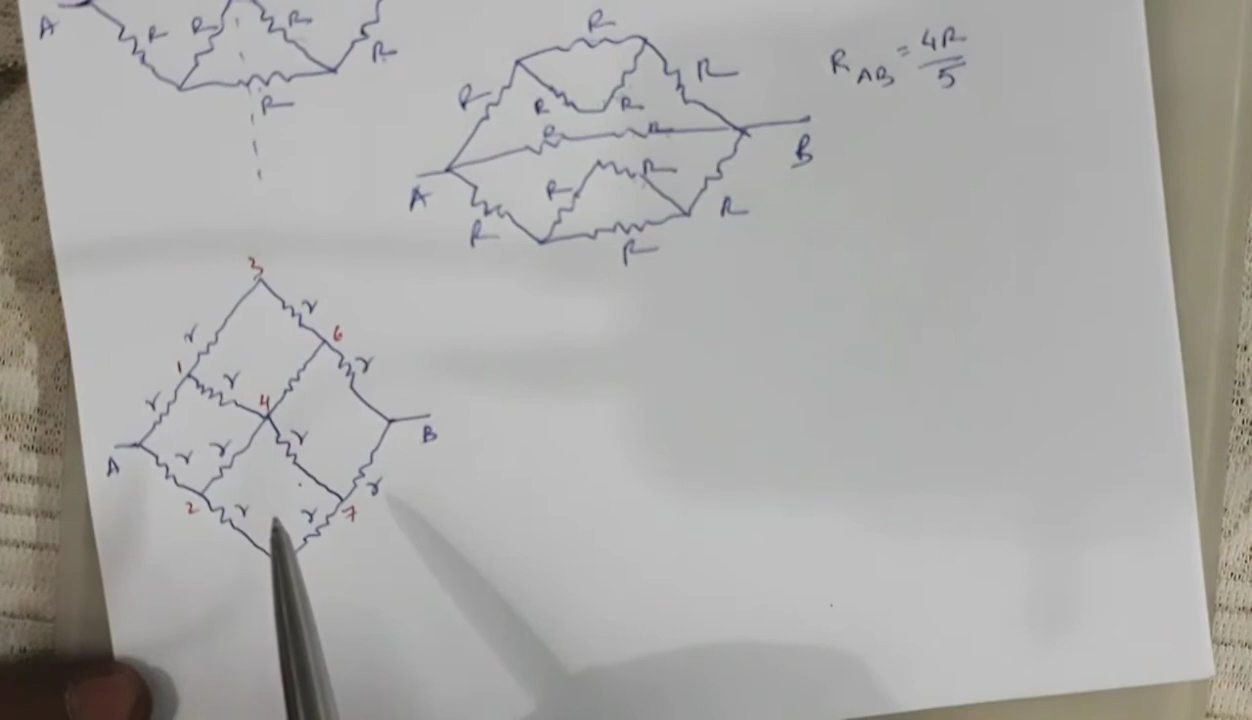 A R R R R
R
R
R R
R_AB = 4R/5
R R R
R R
B
A
R R
R R
R
3
r
r 6
1 r r
r 4
r r B
A r
2 r r r 7